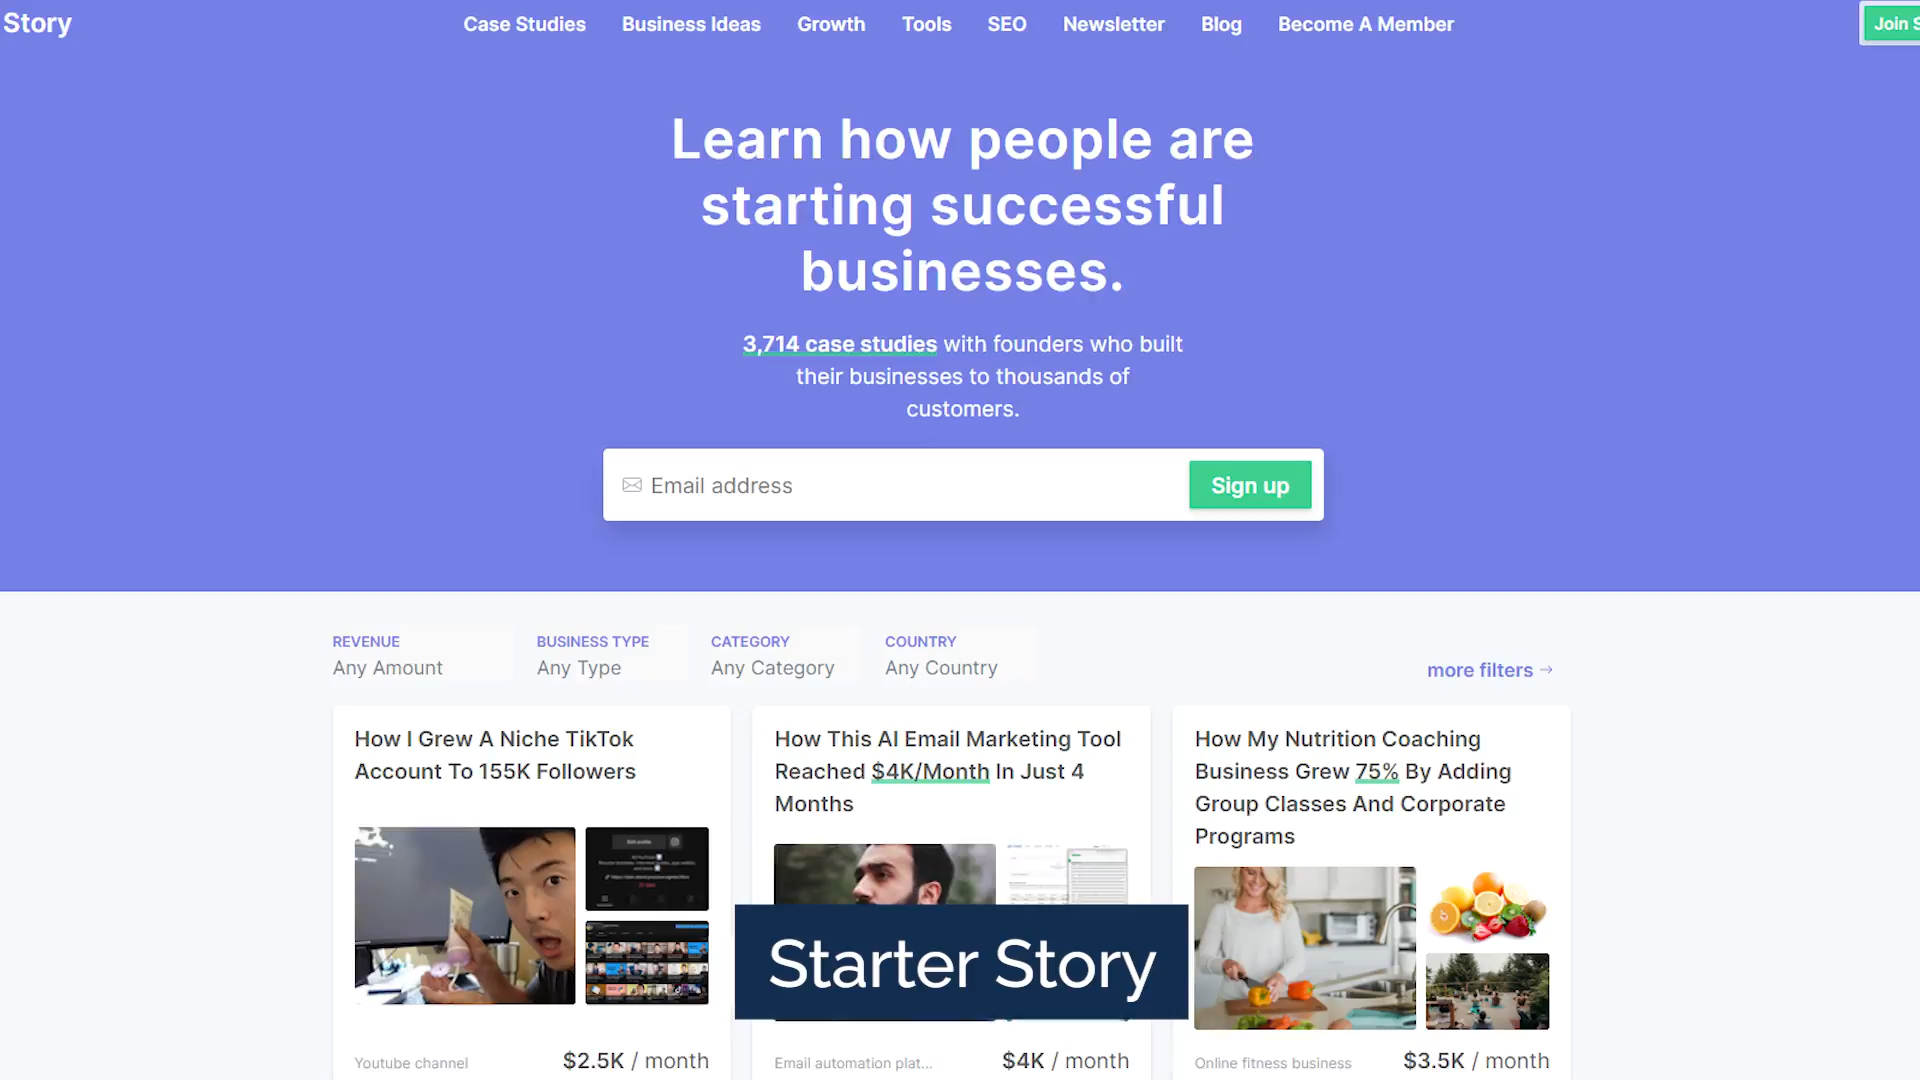 Story
Case Studies Business Ideas Growth Tools SEO Newsletter Blog Become A Member
Join
Learn how people are
starting successful
businesses.
3,714 case studies with founders who built
their businesses to thousands of
customers.
Email address
Sign up
REVENUE
Any Amount
BUSINESS TYPE
Any Type
CATEGORY
Any Category
COUNTRY
Any Country
more filters →
How I Grew A Niche TikTok
Account To 155K Followers
Youtube channel
$2.5K / month
How This AI Email Marketing Tool
Reached $4K/Month In Just 4
Months
Email automation plat...
$4K / month
How My Nutrition Coaching
Business Grew 75% By Adding
Group Classes And Corporate
Programs
Online fitness business
$3.5K / month
Starter Story